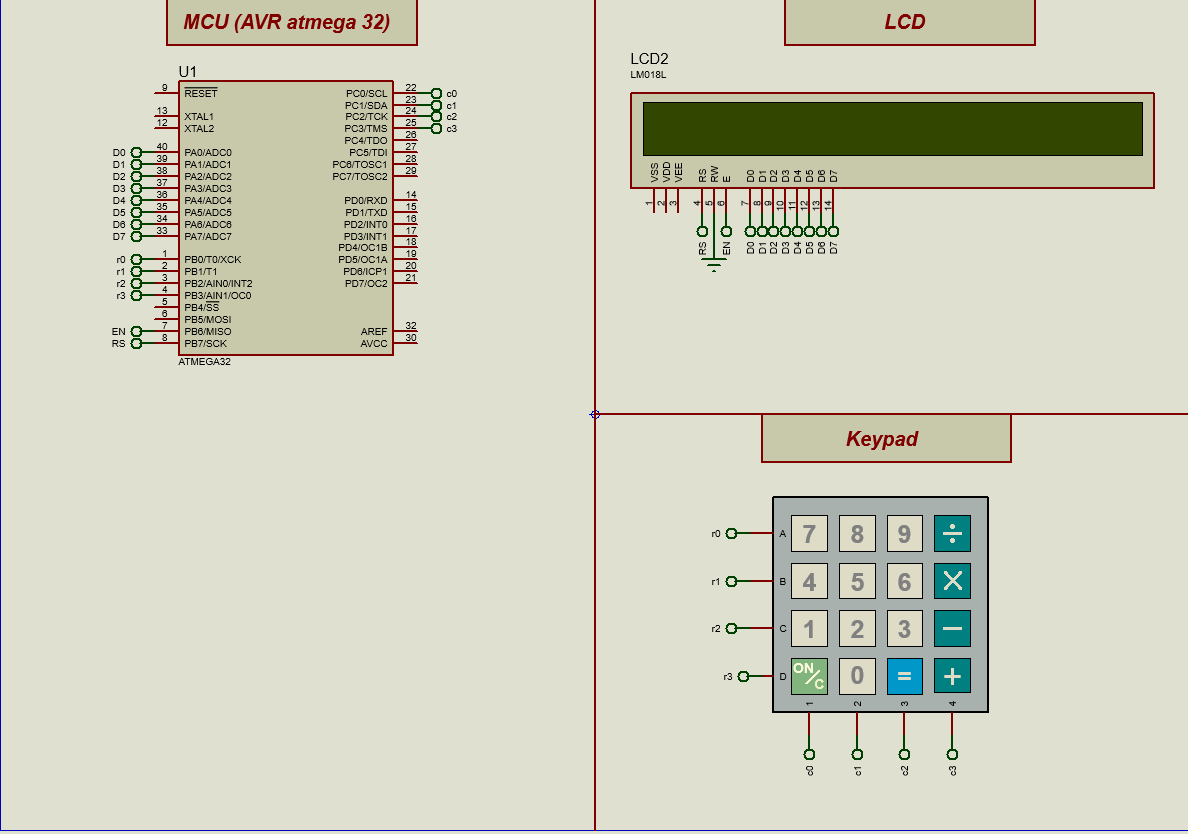 MCU (AVR atmega 32)
U1
9 RESET
13 XTAL1
12 XTAL2
D0 40 PA0/ADC0
D1 39 PA1/ADC1
D2 38 PA2/ADC2
D3 37 PA3/ADC3
D4 36 PA4/ADC4
D5 35 PA5/ADC5
D6 34 PA6/ADC6
D7 33 PA7/ADC7
r0 1 PB0/T0/XCK
r1 2 PB1/T1
r2 3 PB2/AIN0/INT2
r3 4 PB3/AIN1/OC0
5 PB4/SS
6 PB5/MOSI
EN 7 PB6/MISO
RS 8 PB7/SCK
PC0/SCL 22 c0
PC1/SDA 23 c1
PC2/TCK 24 c2
PC3/TMS 25 c3
PC4/TDO 26
PC5/TDI 27
PC6/TOSC1 28
PC7/TOSC2 29
PD0/RXD 14
PD1/TXD 15
PD2/INT0 16
PD3/INT1 17
PD4/OC1B 18
PD5/OC1A 19
PD6/ICP1 20
PD7/OC2 21
AREF 32
AVCC 30
ATMEGA32
LCD
LCD2
LM018L
VSS VDD VEE RS RW E D0 D1 D2 D3 D4 D5 D6 D7
1 2 3 4 5 6 7 8 9 10 11 12 13 14
RS EN D0 D1 D2 D3 D4 D5 D6 D7
Keypad
r0 A 7 8 9 ÷
r1 B 4 5 6 ×
r2 C 1 2 3 −
r3 D ON/C 0 = +
1 2 3 4
c0 c1 c2 c3